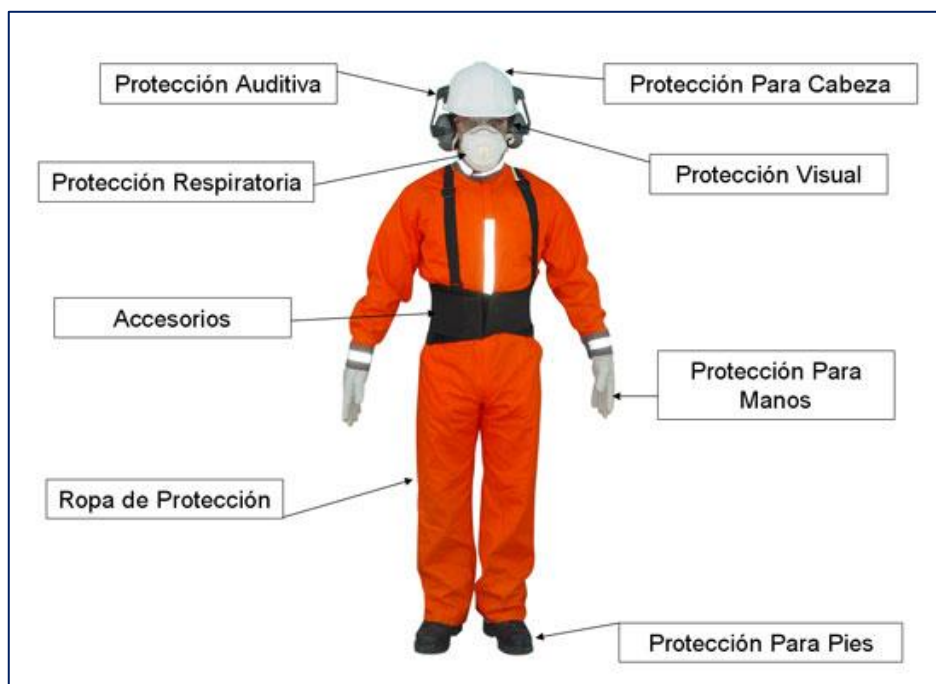 Protección Auditiva
Protección Para Cabeza
Protección Respiratoria
Protección Visual
Accesorios
Protección Para
Manos
Ropa de Protección
Protección Para Pies